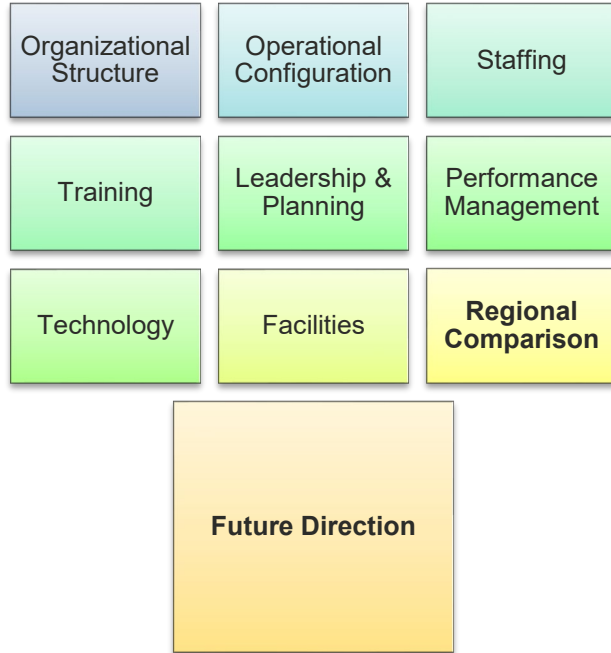 Organizational
Structure
Operational
Configuration
Staffing
Training
Leadership &
Planning
Performance
Management
Technology
Facilities
Regional
Comparison
Future Direction